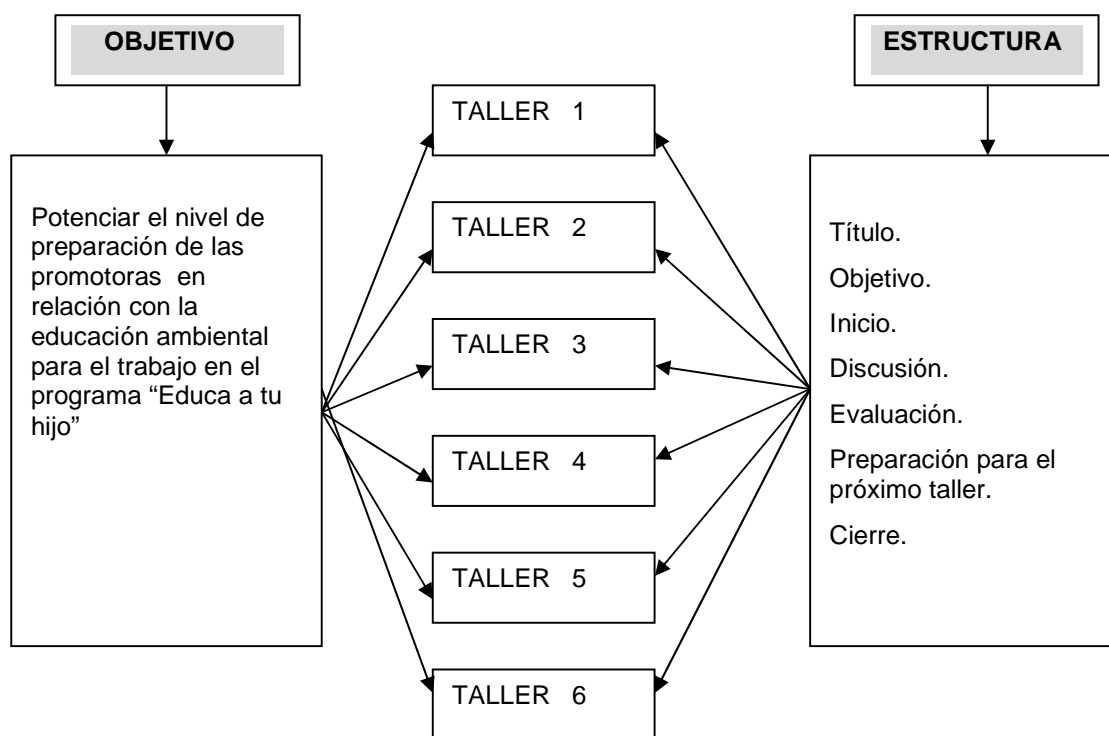 OBJETIVO
Potenciar el nivel de
preparación de las
promotoras en
relación con la
educación ambiental
para el trabajo en el
programa “Educa a tu
hijo”
TALLER 1
TALLER 2
TALLER 3
TALLER 4
TALLER 5
TALLER 6
ESTRUCTURA
Título.
Objetivo.
Inicio.
Discusión.
Evaluación.
Preparación para el
próximo taller.
Cierre.